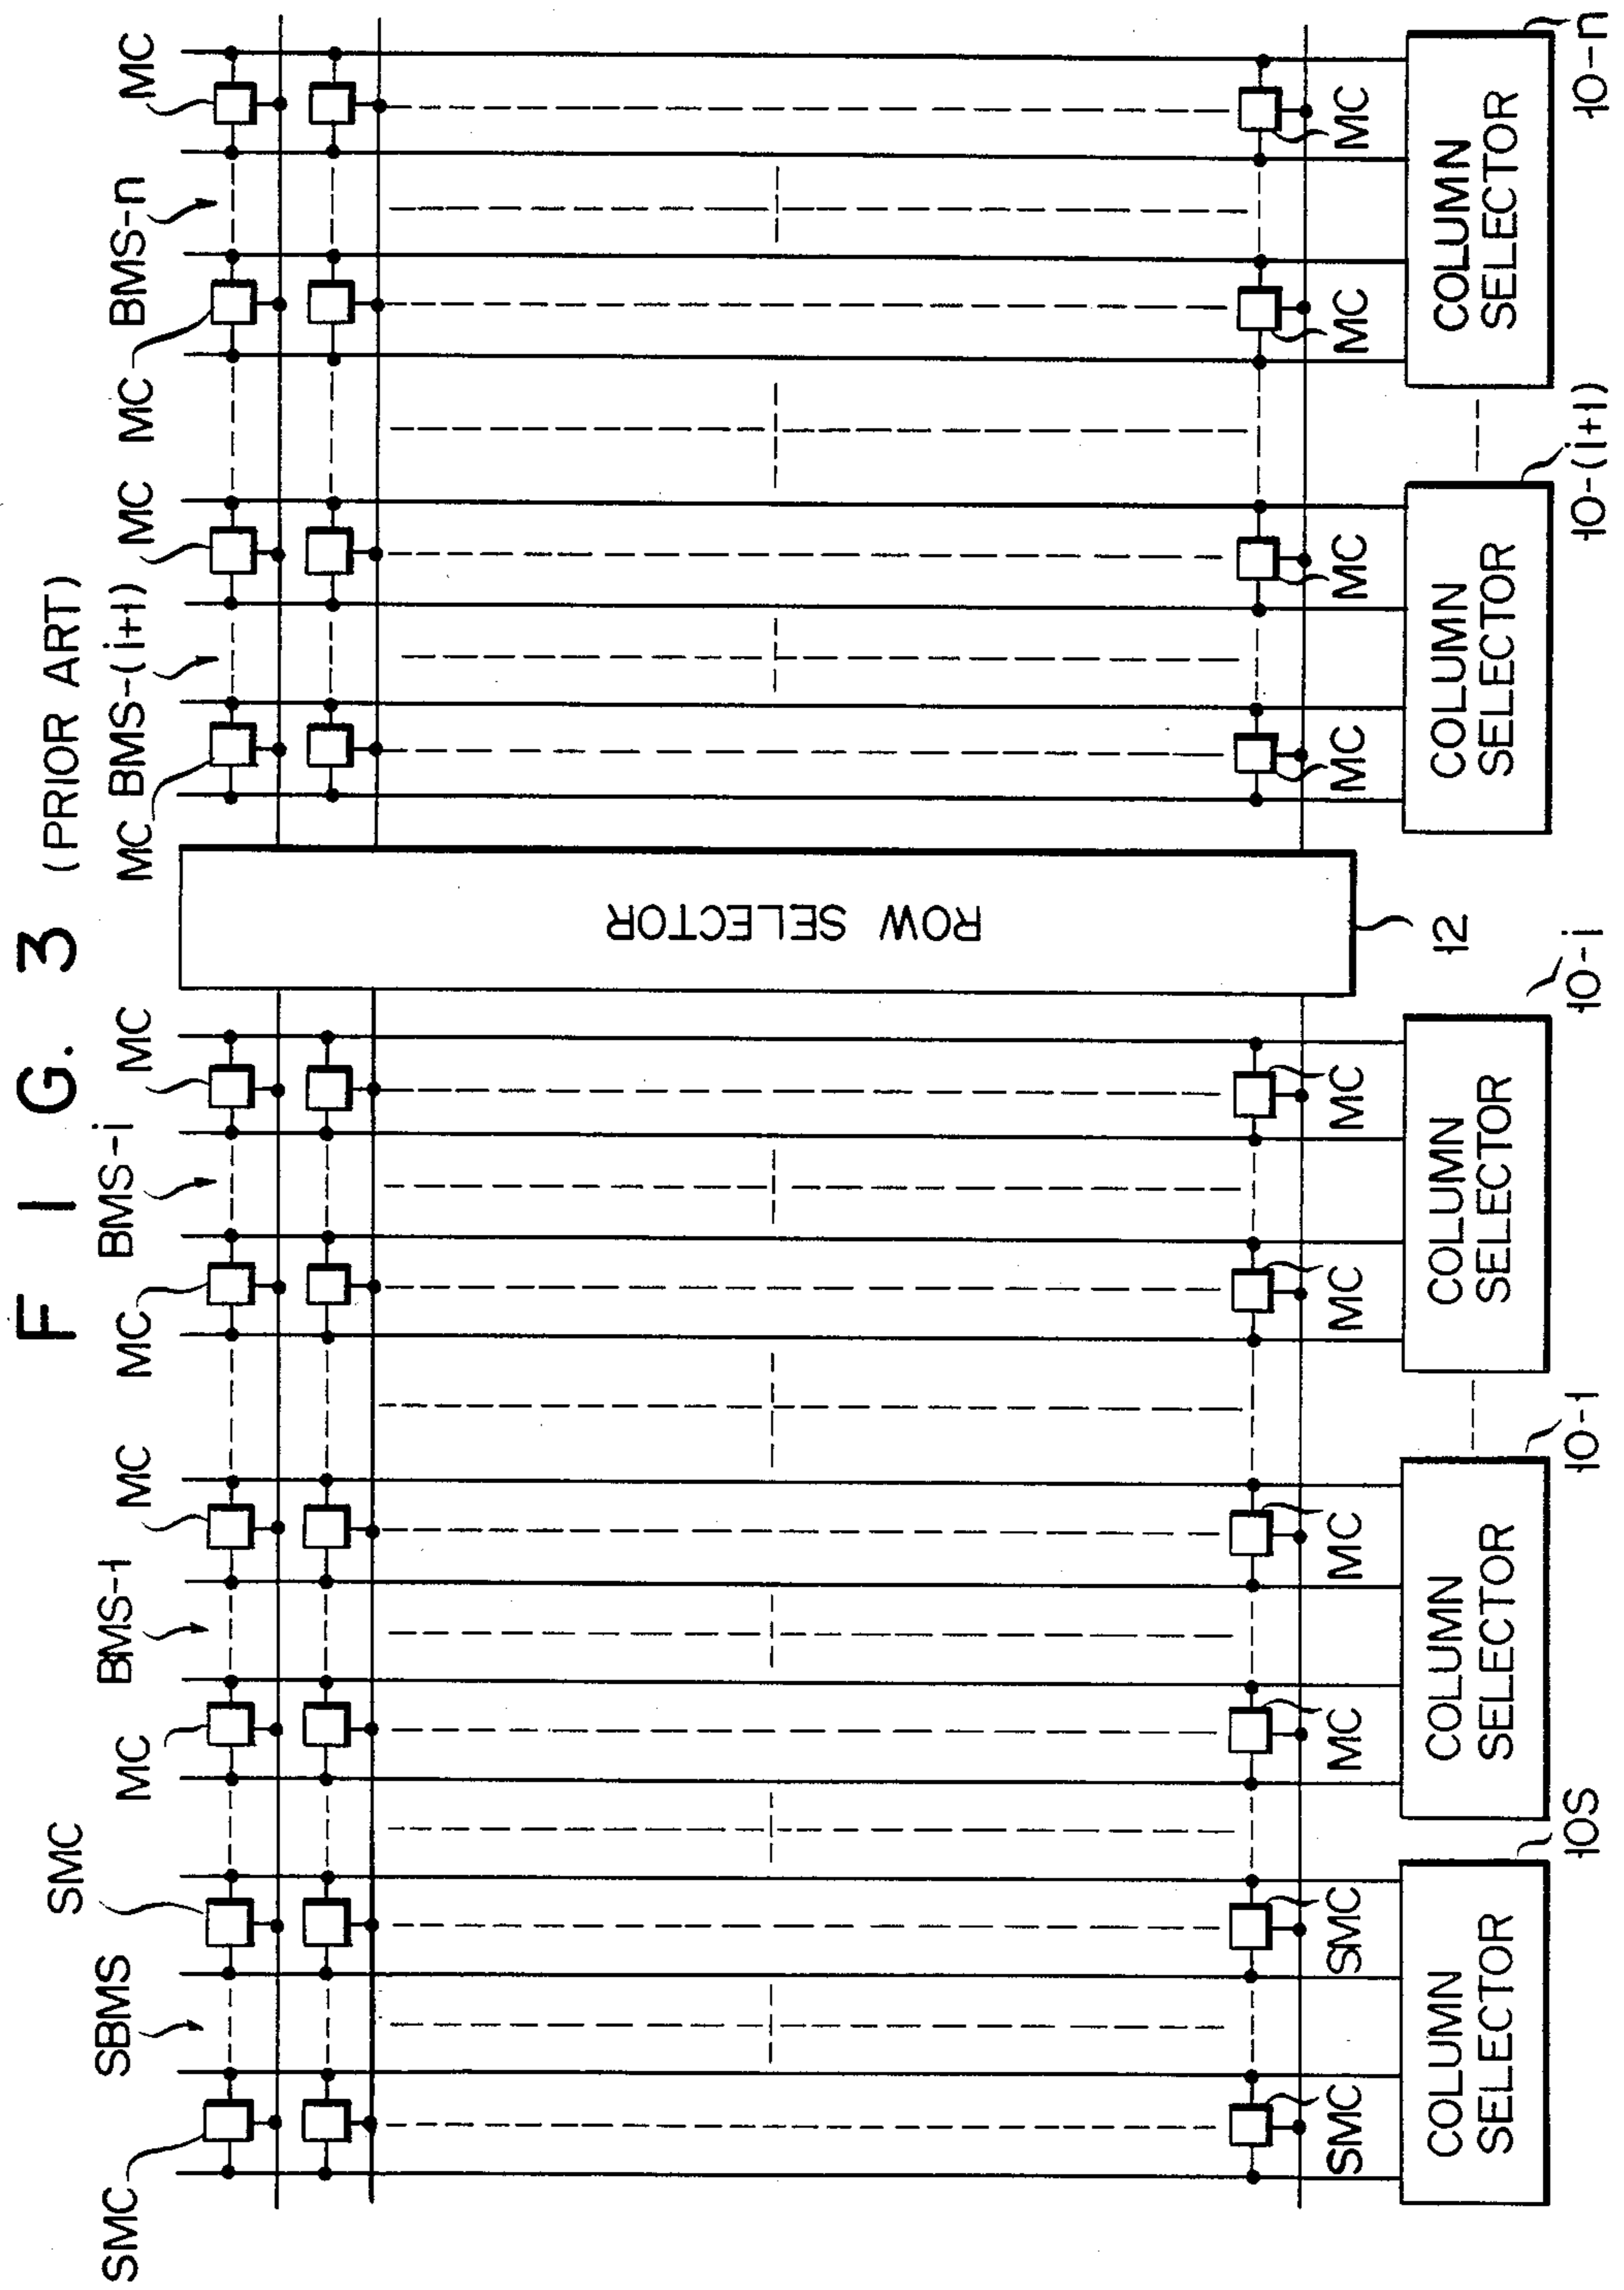 F I G. 3 (PRIOR ART)
SMC
SBMS
SMC
MC
BMS-1
MC
MC
BMS-i
MC
MC
BMS-(i+1)
MC
MC
BMS-n
MC
ROW SELECTOR
12
SMC
SMC
MC
MC
MC
MC
MC
MC
MC
MC
COLUMN
SELECTOR
COLUMN
SELECTOR
COLUMN
SELECTOR
COLUMN
SELECTOR
COLUMN
SELECTOR
10S
10-1
10-i
10-(i+1)
10-n